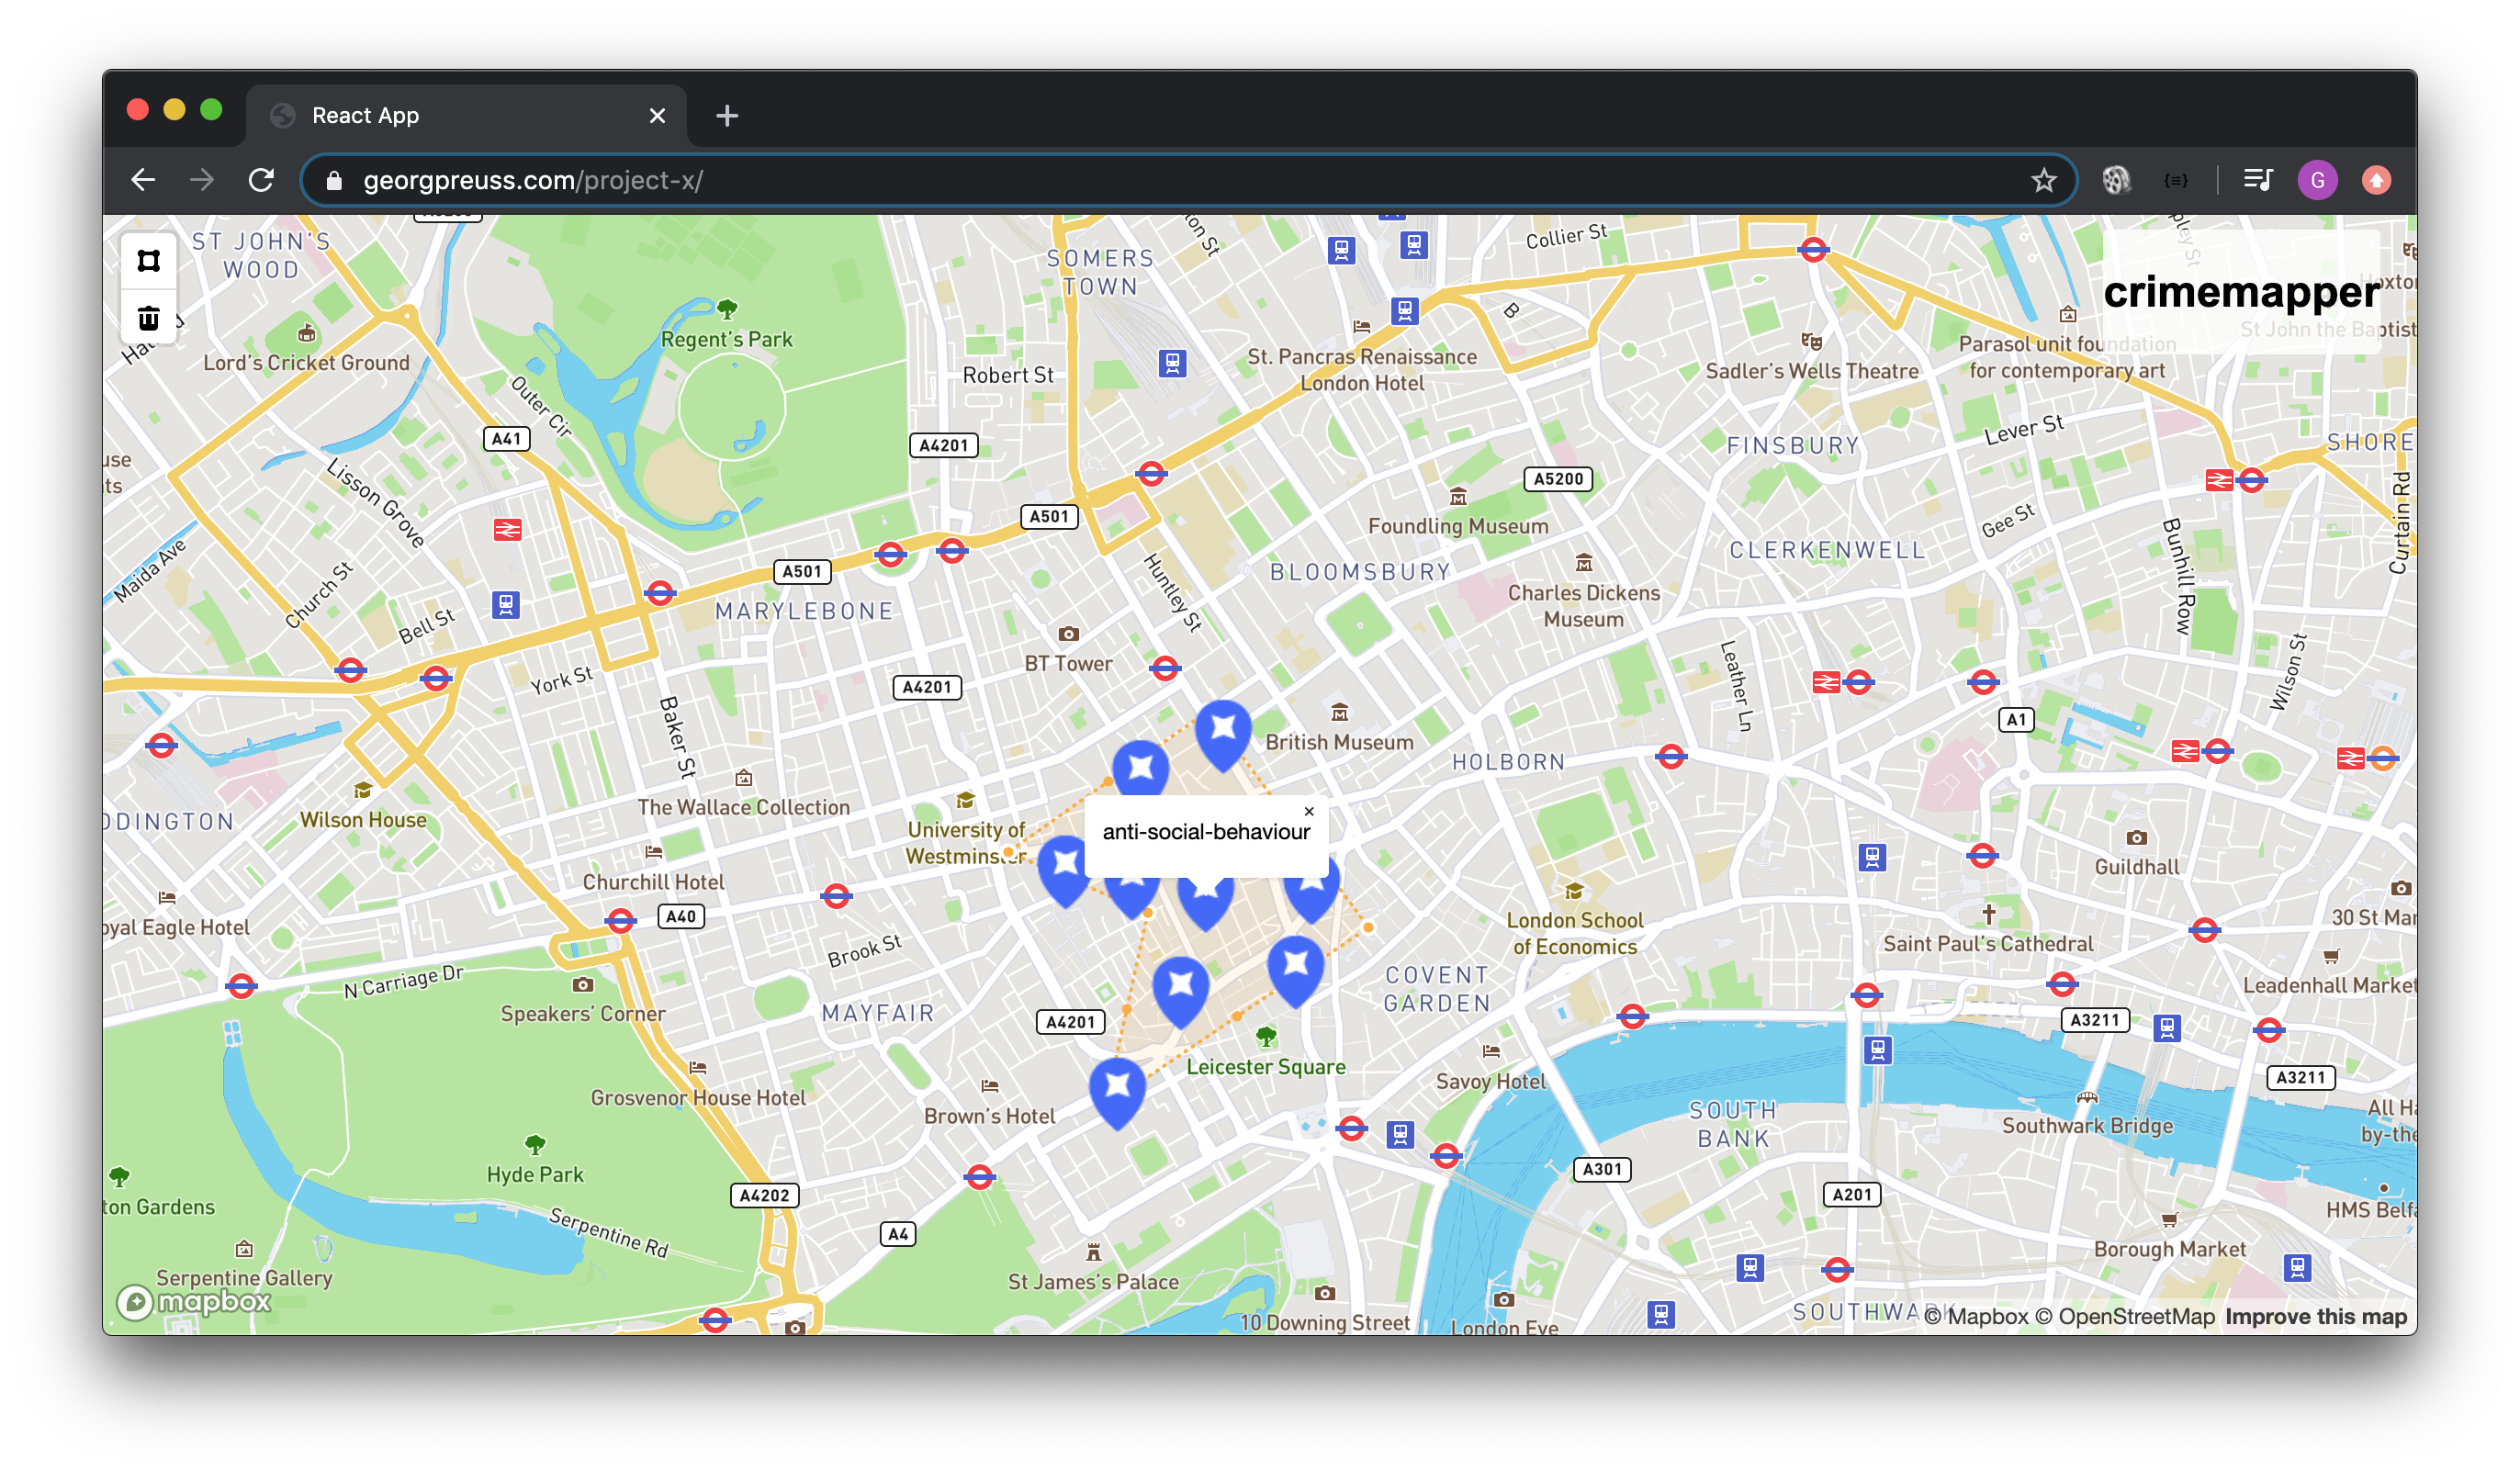 React App
georgpreuss.com/project-x/
G
ST JOHN'S
WOOD
SOMERS
TOWN
Collier St
crimemapper
Regent's Park
Lord's Cricket Ground
Robert St
St. Pancras Renaissance
London Hotel
B
Sadler's Wells Theatre
Parasol unit foundation
for contemporary art
St John the Baptist
Outer Cir
A41
A4201
Lisson Grove
FINSBURY
Lever St
SHORE
A5200
A501
Foundling Museum
Gee St
Curtain Rd
Maida Ave
Church St
Bell St
A501
MARYLEBONE
Huntley St
BLOOMSBURY
CLERKENWELL
Charles Dickens
Museum
Bunhill Row
BT Tower
York St
A4201
Baker St
Leather Ln
Wilson St
A1
British Museum
HOLBORN
The Wallace Collection
Wilson House
DDINGTON
University of
Westminster
anti-social-behaviour
Churchill Hotel
A40
Guildhall
oyal Eagle Hotel
Brook St
London School
of Economics
Saint Paul's Cathedral
30 St Mar
N Carriage Dr
Speakers' Corner
MAYFAIR
A4201
COVENT
GARDEN
Leadenhall Market
A3211
Leicester Square
Savoy Hotel
A3211
Grosvenor House Hotel
Brown's Hotel
SOUTH
BANK
Southwark Bridge
All Ha
by-the
Hyde Park
A301
A4202
A201
ton Gardens
Serpentine Rd
A4
HMS Belfa
Borough Market
Serpentine Gallery
St James's Palace
mapbox
10 Downing Street
London Eye
SOUTHWAR
© Mapbox © OpenStreetMap Improve this map